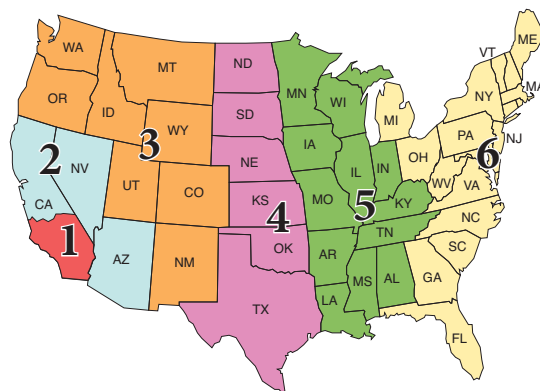 WA
MT
ND
MN
VT
ME
OR
ID
WY
SD
WI
MI
NY
MA
2
NV
3
NE
IA
IL
IN
OH
PA
6
NJ
CA
UT
CO
KS
4
MO
5
KY
WV
VA
1
AZ
NM
OK
AR
TN
NC
SC
TX
LA
MS
AL
GA
FL